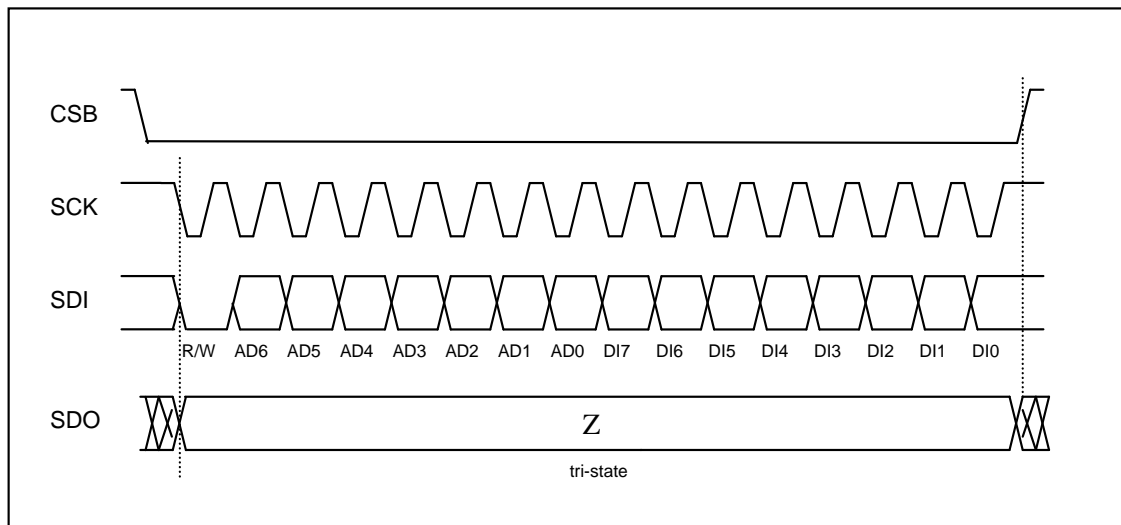 CSB
SCK
SDI
R/W AD6 AD5 AD4 AD3 AD2 AD1 AD0 DI7 DI6 DI5 DI4 DI3 DI2 DI1 DI0
SDO
Z
tri-state